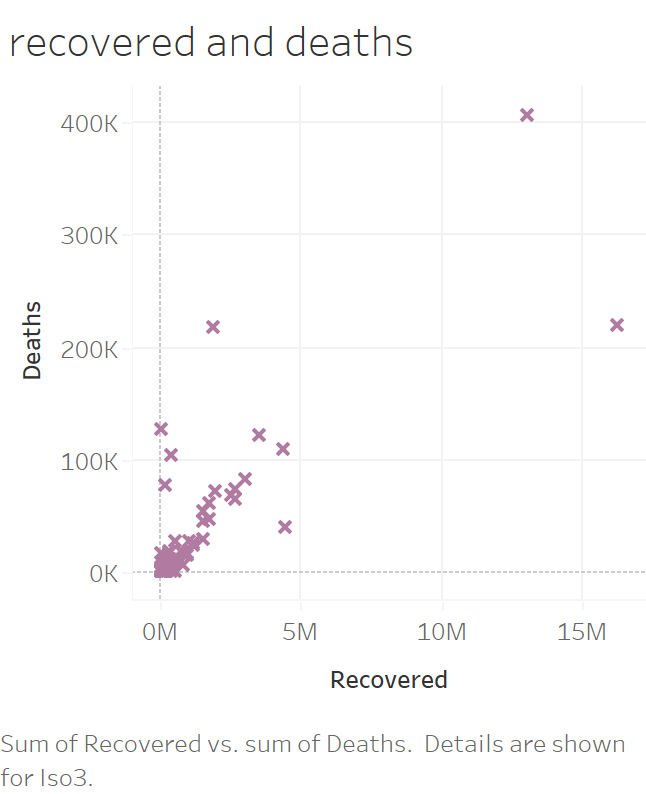 recovered and deaths
400K
300K
200K
100K
0K
Deaths
0M
5M
10M
15M
Recovered
Sum of Recovered vs. sum of Deaths.  Details are shown
for Iso3.